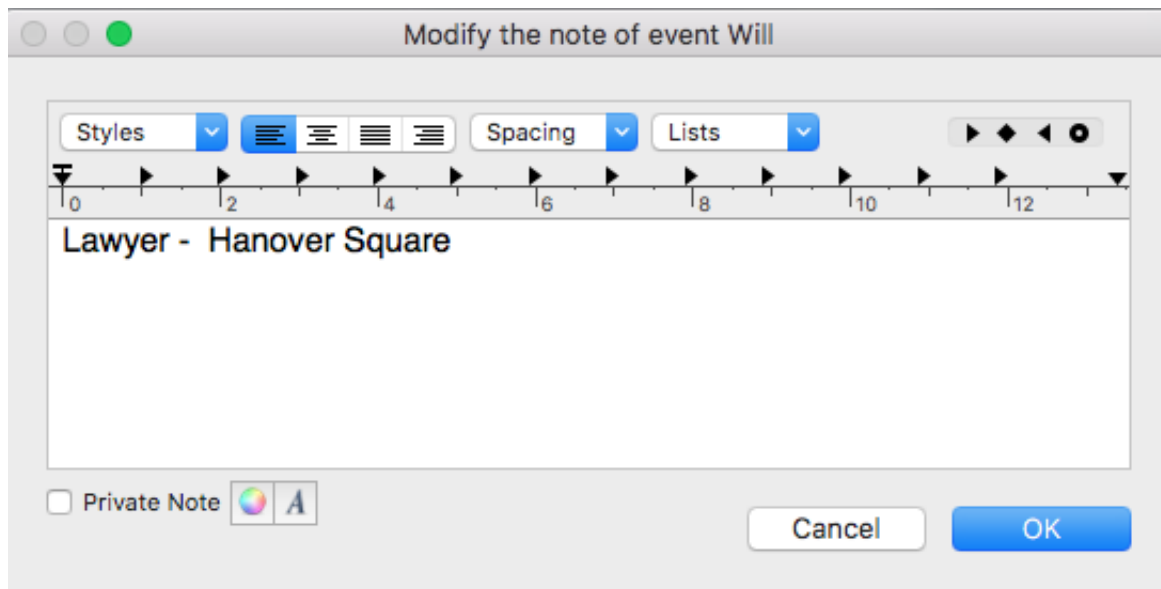 Modify the note of event Will
Styles Spacing Lists
0 2 4 6 8 10 12
Lawyer -  Hanover Square
Private Note A
Cancel OK